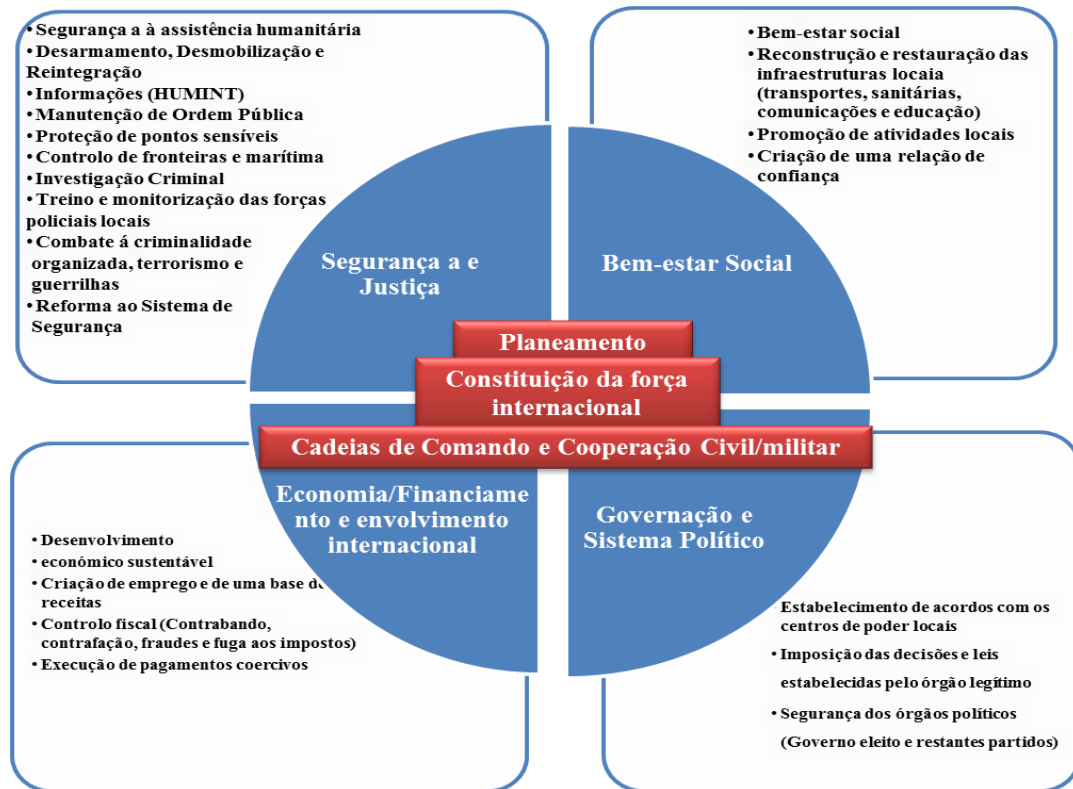 •Segurança a à assistência humanitária
•Desarmamento, Desmobilização e
Reintegração
•Informações (HUMINT)
•Manutenção de Ordem Pública
•Proteção de pontos sensíveis
•Controlo de fronteiras e marítima
•Investigação Criminal
•Treino e monitorização das forças
policiais locais
•Combate á criminalidade
organizada, terrorismo e
guerrilhas
•Reforma ao Sistema de
Segurança
•Bem-estar social
•Reconstrução e restauração das
infraestruturas locaia
(transportes, sanitárias,
comunicações e educação)
•Promoção de atividades locais
•Criação de uma relação de
confiança
Segurança a e
Justiça
Bem-estar Social
Planeamento
Constituição da força
internacional
Cadeias de Comando e Cooperação Civil/militar
Economia/Financiame
nto e envolvimento
internacional
Governação e
Sistema Político
• Desenvolvimento
• económico sustentável
• Criação de emprego e de uma base de
receitas
• Controlo fiscal (Contrabando,
contrafação, fraudes e fuga aos impostos)
• Execução de pagamentos coercivos
• Estabelecimento de acordos com os
centros de poder locais
• Imposição das decisões e leis
estabelecidas pelo órgão legítimo
• Segurança dos órgãos políticos
(Governo eleito e restantes partidos)